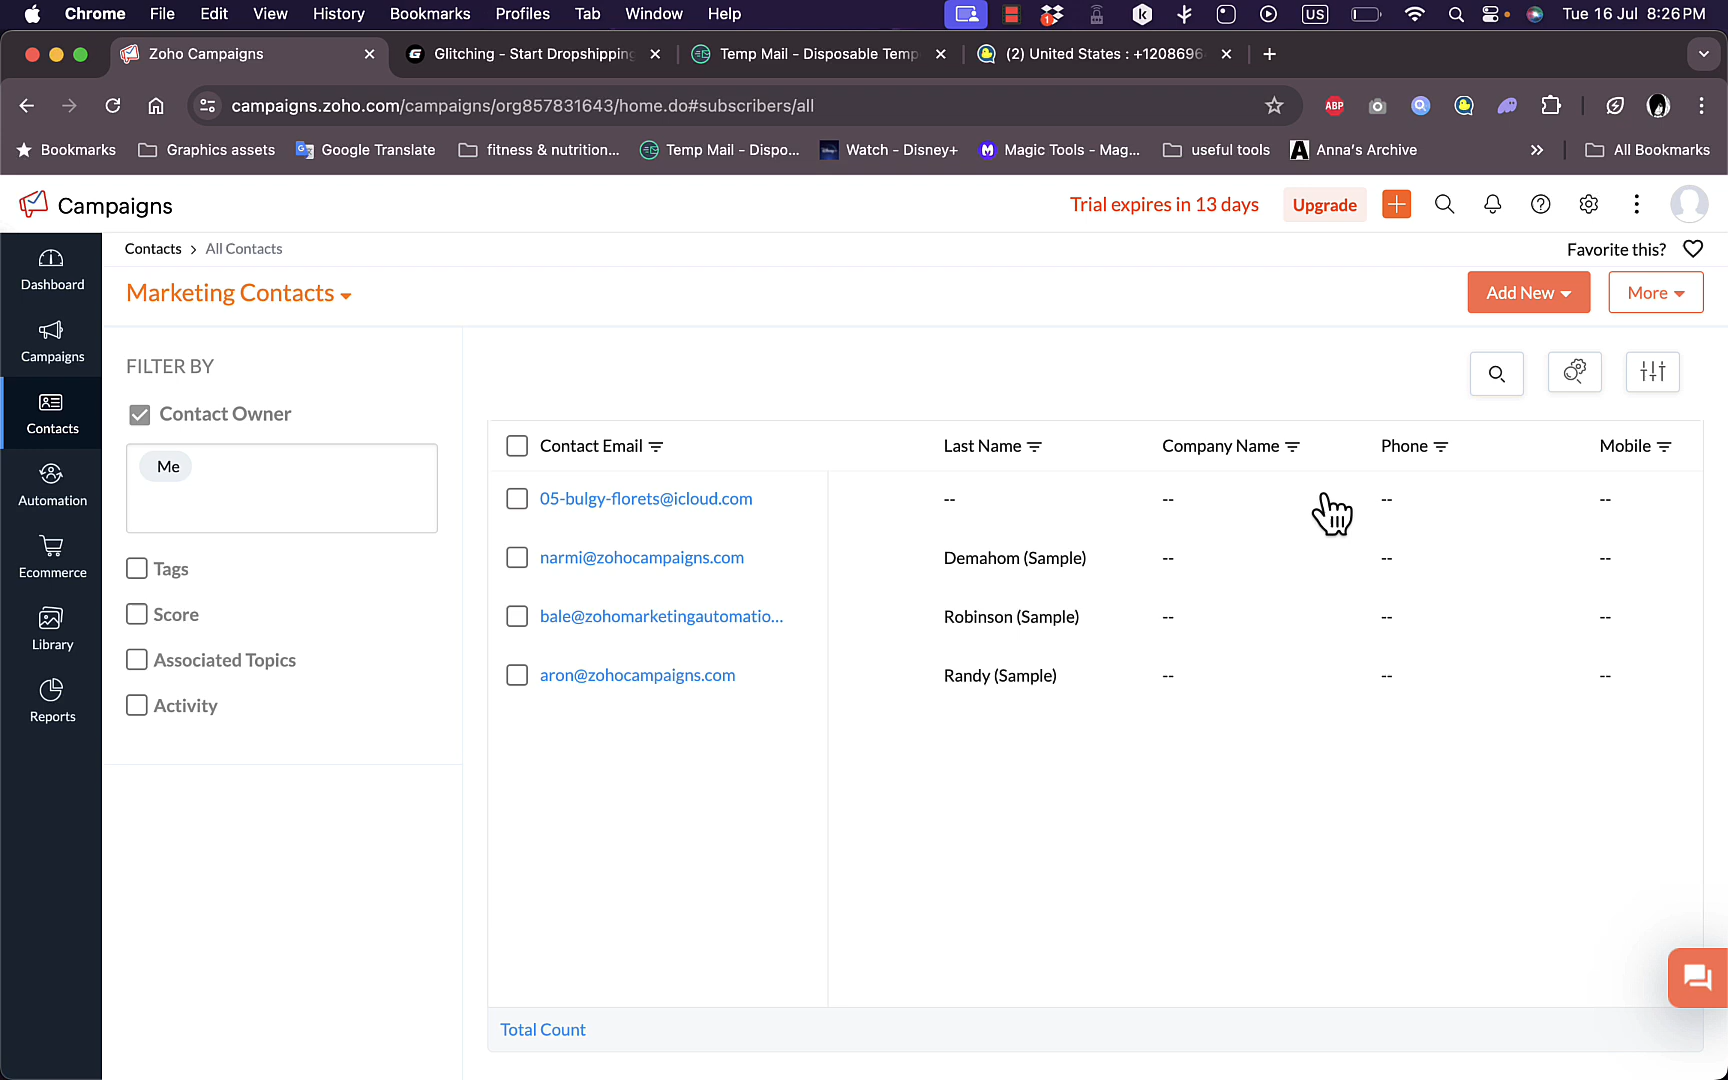 Chrome File Edit View History Bookmarks Profiles Tab Window Help 1 US Tue 16 Jul 8:26 PM
Zoho Campaigns Glitching - Start Dropshipping Temp Mail - Disposable Temp (2) United States : +1208696
campaigns.zoho.com/campaigns/org857831643/home.do#subscribers/all ABP
Bookmarks Graphics assets Google Translate fitness & nutrition... Temp Mail - Dispo... Watch - Disney+ Magic Tools - Mag... useful tools Anna's Archive » All Bookmarks
Campaigns Trial expires in 13 days Upgrade
Contacts > All Contacts Favorite this?
Marketing Contacts Add New More
Dashboard
Campaigns
Contacts
Automation
Ecommerce
Library
Reports
FILTER BY
Contact Owner
Me
Tags
Score
Associated Topics
Activity
Contact Email Last Name Company Name Phone Mobile
05-bulgy-florets@icloud.com -- -- -- --
narmi@zohocampaigns.com Demahom (Sample) -- -- --
bale@zohomarketingautomatio... Robinson (Sample) -- -- --
aron@zohocampaigns.com Randy (Sample) -- -- --
Total Count